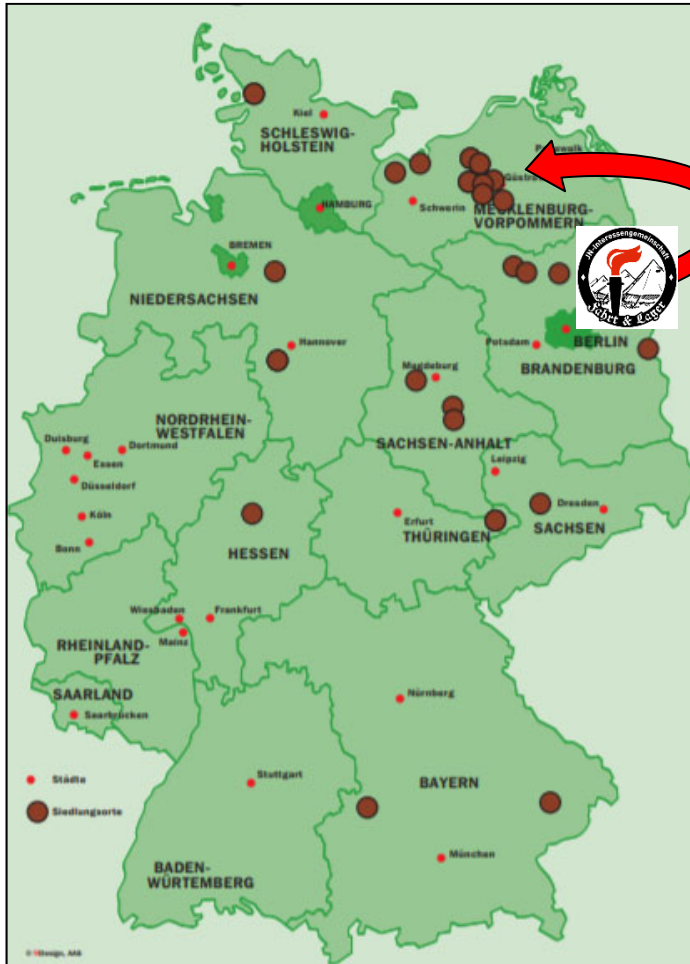 Kiel
SCHLESWIG-
HOLSTEIN
HAMBURG
Schwerin
MECKLENBURG-
VORPOMMERN
BREMEN
NIEDERSACHSEN
JN-Interessengemeinschaft
Fahrt & Lager
Hannover
Potsdam
BERLIN
BRANDENBURG
Magdeburg
NORDRHEIN-
WESTFALEN
SACHSEN-ANHALT
Duisburg
Dortmund
Essen
Düsseldorf
Leipzig
Köln
Erfurt
Dresden
THÜRINGEN
SACHSEN
Bonn
HESSEN
Wiesbaden
Frankfurt
Mainz
RHEINLAND-
PFALZ
SAARLAND
Saarbrücken
Nürnberg
Städte
Stuttgart
BAYERN
Siedlungsorte
München
BADEN-
WÜRTEMBERG